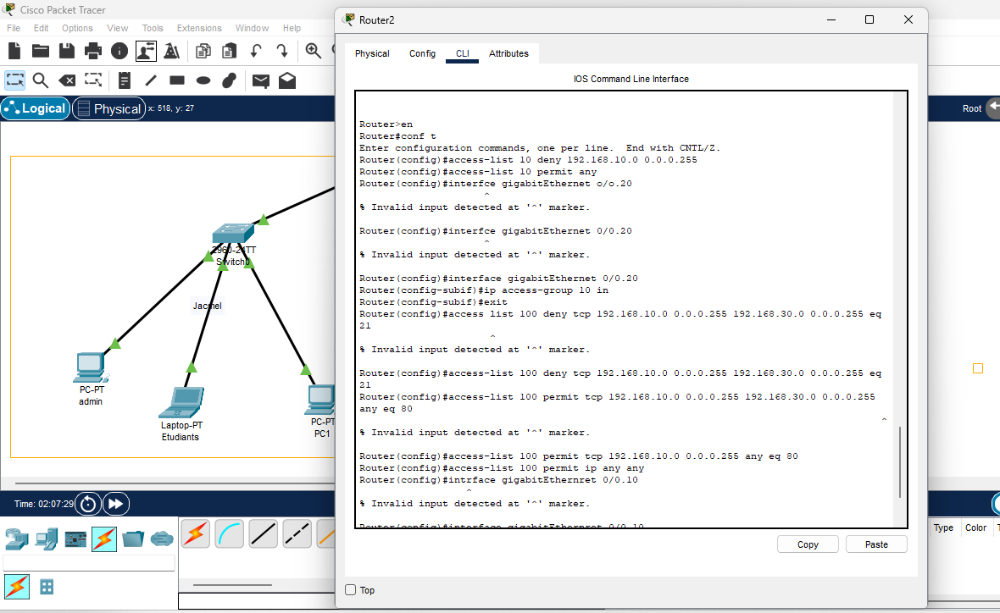 Cisco Packet Tracer
File Edit Options View Tools Extensions Window Help
Logical
Physical
x: 518, y: 27
Root
2960-24TT
Switch0
Jacmel
PC-PT
admin
Laptop-PT
Etudiants
PC-PT
PC1
Time: 02:07:29
Type Color
Router2
Physical Config CLI Attributes
IOS Command Line Interface
Router>en
Router#conf t
Enter configuration commands, one per line.  End with CNTL/Z.
Router(config)#access-list 10 deny 192.168.10.0 0.0.0.255
Router(config)#access-list 10 permit any
Router(config)#interfce gigabitEthernet o/o.20
^
% Invalid input detected at '^' marker.
Router(config)#interfce gigabitEthernet 0/0.20
^
% Invalid input detected at '^' marker.
Router(config)#interface gigabitEthernet 0/0.20
Router(config-subif)#ip access-group 10 in
Router(config-subif)#exit
Router(config)#access list 100 deny tcp 192.168.10.0 0.0.0.255 192.168.30.0 0.0.0.255 eq
21
^
% Invalid input detected at '^' marker.
Router(config)#access-list 100 deny tcp 192.168.10.0 0.0.0.255 192.168.30.0 0.0.0.255 eq
21
Router(config)#access-list 100 permit tcp 192.168.10.0 0.0.0.255 192.168.30.0 0.0.0.255
any eq 80
^
% Invalid input detected at '^' marker.
Router(config)#access-list 100 permit tcp 192.168.10.0 0.0.0.255 any eq 80
Router(config)#access-list 100 permit ip any any
Router(config)#intrface gigabitEthernret 0/0.10
^
% Invalid input detected at '^' marker.
Router(config)#interface gigabitEthernret 0/0.10
Copy
Paste
Top